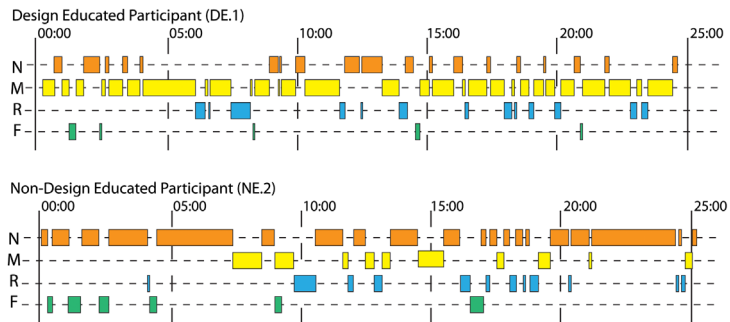 Design Educated Participant (DE.1)
00:00 05:00 10:00 15:00 20:00 25:00
N
M
R
F
Non-Design Educated Participant (NE.2)
00:00 05:00 10:00 15:00 20:00 25:00
N
M
R
F